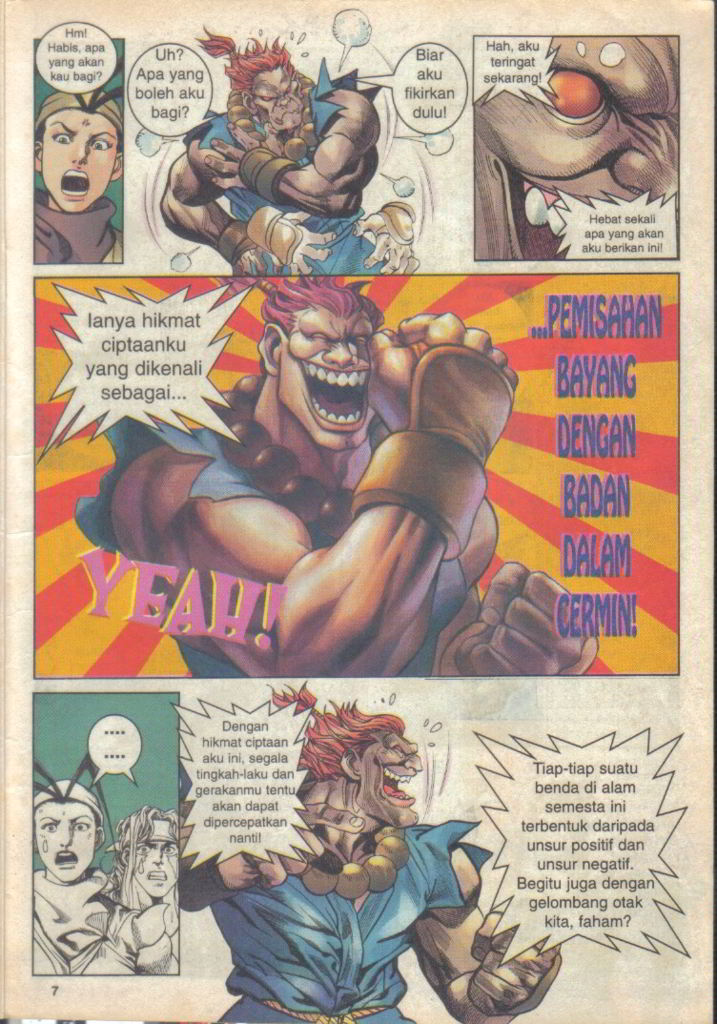 Hm!
Habis, apa
yang akan
kau bagi?
Uh?
Apa yang
boleh aku
bagi?
Biar
aku
fikirkan
dulu!
Hah, aku
teringat
sekarang!
Hebat sekali
apa yang akan
aku berikan ini!
Ianya hikmat
ciptaanku
yang dikenali
sebagai...
...PEMISAHAN
BAYANG
DENGAN
BADAN
DALAM
CERMIN!
YEAH!
....
....
Dengan
hikmat ciptaan
aku ini, segala
tingkah-laku dan
gerakanmu tentu
akan dapat
dipercepatkan
nanti!
Tiap-tiap suatu
benda di alam
semesta ini
terbentuk daripada
unsur positif dan
unsur negatif.
Begitu juga dengan
gelombang otak
kita, faham?
7